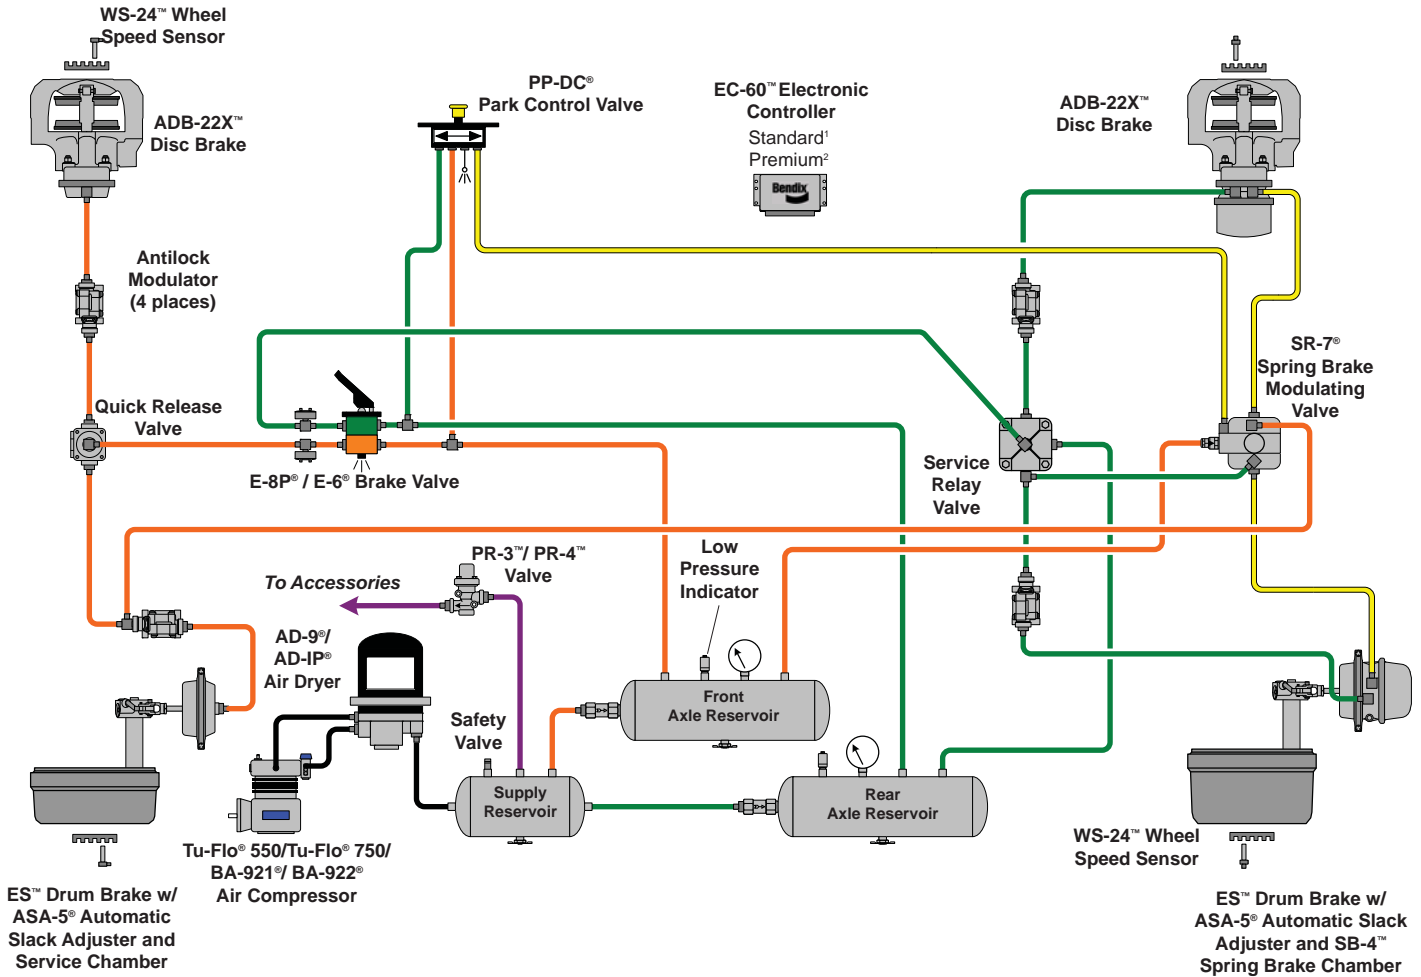 WS-24™ Wheel
Speed Sensor
ADB-22X™
Disc Brake
PP-DC®
Park Control Valve
EC-60™ Electronic
Controller
Standard¹
Premium²
Bendix
ADB-22X™
Disc Brake
Antilock
Modulator
(4 places)
SR-7®
Spring Brake
Modulating
Valve
Quick Release
Valve
E-8P® / E-6® Brake Valve
Service
Relay
Valve
PR-3™/ PR-4™
Valve
Low
Pressure
Indicator
To Accessories
AD-9®/
AD-IP®
Air Dryer
Safety
Valve
Front
Axle Reservoir
Supply
Reservoir
Rear
Axle Reservoir
Tu-Flo® 550/Tu-Flo® 750/
BA-921®/ BA-922®
Air Compressor
WS-24™ Wheel
Speed Sensor
ES™ Drum Brake w/
ASA-5® Automatic
Slack Adjuster and
Service Chamber
ES™ Drum Brake w/
ASA-5® Automatic Slack
Adjuster and SB-4™
Spring Brake Chamber